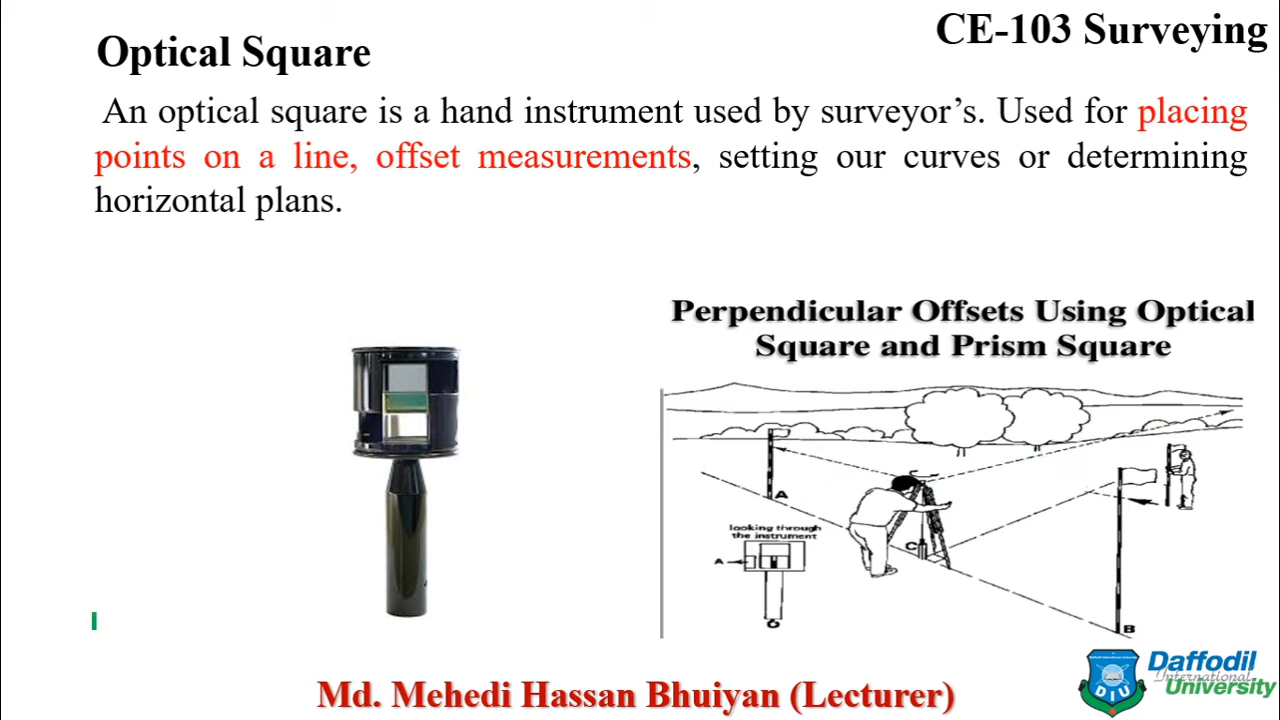 CE-103 Surveying
Optical Square
An optical square is a hand instrument used by surveyor’s. Used for placing
points on a line, offset measurements, setting our curves or determining
horizontal plans.
Perpendicular Offsets Using Optical
Square and Prism Square
A
looking through
the instrument
A
C
B
Md. Mehedi Hassan Bhuiyan (Lecturer)
DIU
Daffodil
International
University